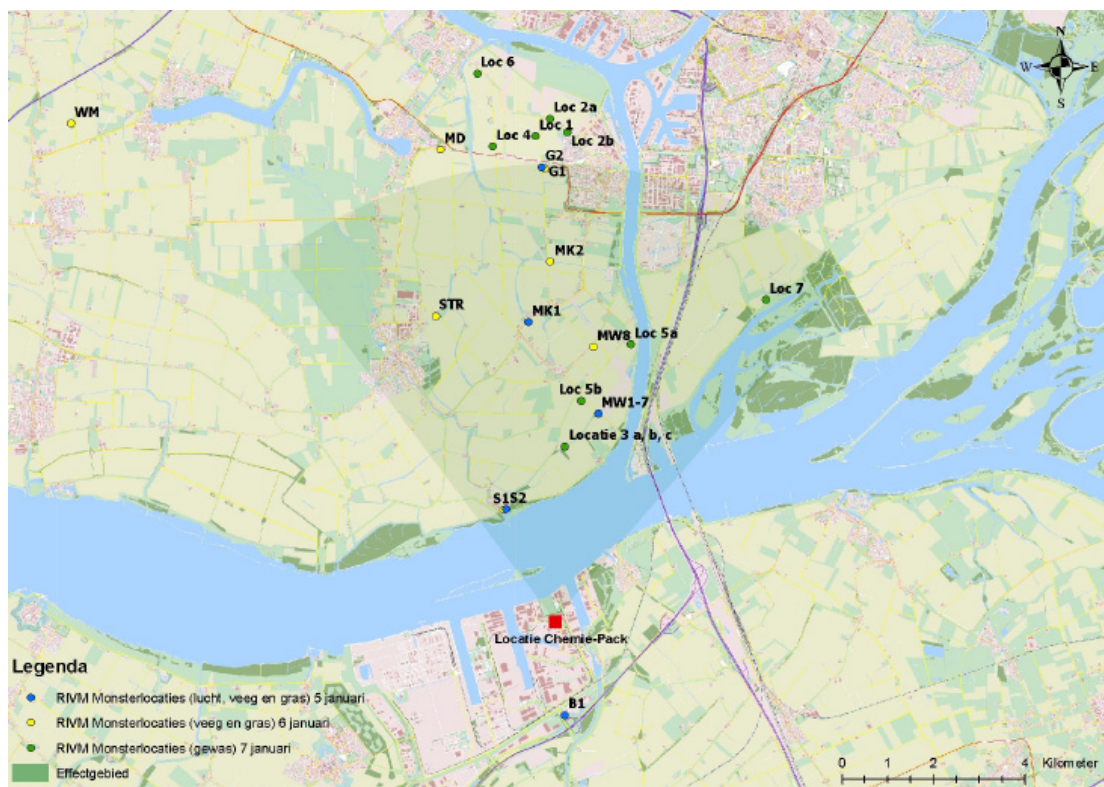 N
W E
S
Loc 6
WM
Loc 2a
Loc 1
MD
Loc 4
Loc 2b
G2
G1
MK2
Loc 7
STR
MK1
MW8
Loc 5a
Loc 5b
MW1-7
Locatie 3 a, b, c
S1S2
Locatie Chemie-Pack
B1
Legenda
RIVM Monsterlocaties (lucht, veeg en gras) 5 januari
RIVM Monsterlocaties (veeg en gras) 6 januari
RIVM Monsterlocaties (gewas) 7 januari
Effectgebied
0 1 2 4 Kilometer